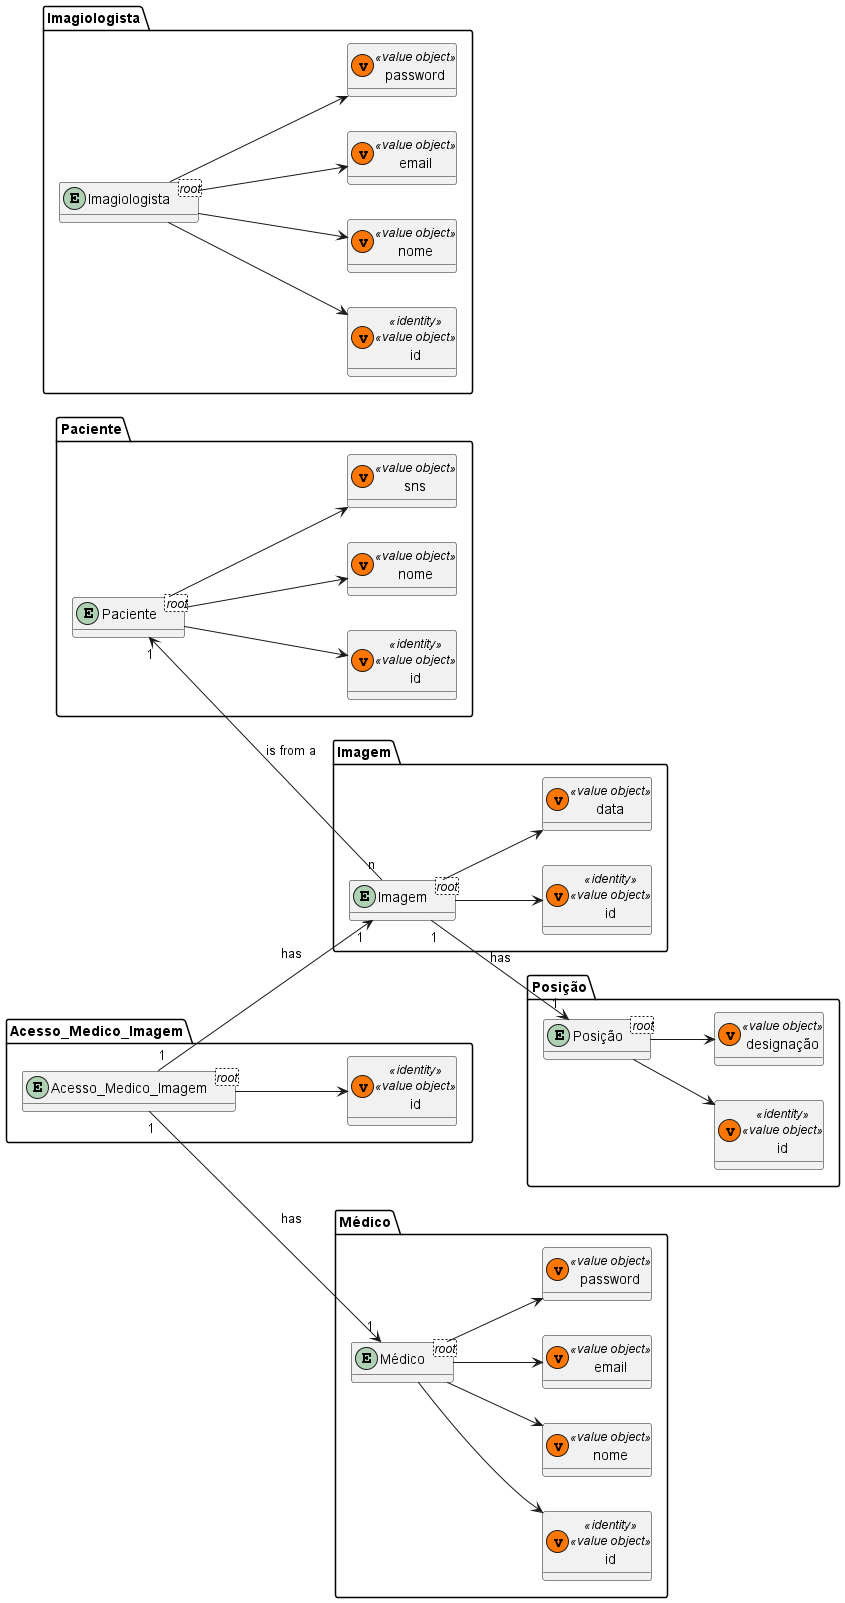 Imagiologista
«value object»
v
password
«value object»
v
email
E
Imagiologista
root
«value object»
v
nome
«identity»
«value object»
v
id
Paciente
«value object»
v
sns
«value object»
v
nome
E
Paciente
root
«identity»
«value object»
v
id
1
is from a
Imagem
«value object»
v
data
n
E
Imagem
root
«identity»
«value object»
v
id
1
1
has
has
Posição
1
E
Posição
root
«value object»
v
designação
«identity»
«value object»
v
id
Acesso_Medico_Imagem
1
E
Acesso_Medico_Imagem
root
«identity»
«value object»
v
id
1
has
Médico
«value object»
v
password
1
E
Médico
root
«value object»
v
email
«value object»
v
nome
«identity»
«value object»
v
id